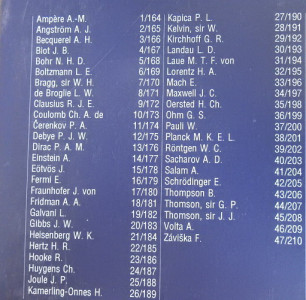 Ampère A.-M. 1/164
Angström A. J. 2/165
Becquerel A. H. 3/166
Biot J. B. 4/167
Bohr N. H. D. 5/168
Boltzmann L. E. 6/169
Bragg, sir W. H. 7/170
de Broglie L. W. 8/171
Clausius R. J. E. 9/172
Coulomb Ch. A. de 10/173
Čerenkov P. A. 11/174
Debye P. J. W. 12/175
Dirac P. A. M. 13/176
Einstein A. 14/177
Eötvös J. 15/178
Fermi E. 16/179
Fraunhofer J. von 17/180
Fridman A. A. 18/181
Galvani L. 19/182
Gibbs J. W. 20/183
Heisenberg W. K. 21/184
Hertz H. R. 22/185
Hooke R. 23/186
Huygens Ch. 24/187
Joule J. P. 25/188
Kamerling-Onnes H. 26/189
Kapica P. L. 27/190
Kelvin, sir W. 28/191
Kirchhoff G. R. 29/192
Landau L. D. 30/193
Laue M. T. F. von 31/194
Lorentz H. A. 32/195
Mach E. 33/196
Maxwell J. C. 34/197
Oersted H. Ch. 35/198
Ohm G. S. 36/199
Pauli W. 37/200
Planck M. K. E. L. 38/201
Röntgen W. C. 39/202
Sacharov A. D. 40/203
Salam A. 41/204
Schrödinger E. 42/205
Thompson B. 43/206
Thomson, sir G. P. 44/207
Thomson, sir J. J. 45/208
Volta A. 46/209
Záviška F. 47/210